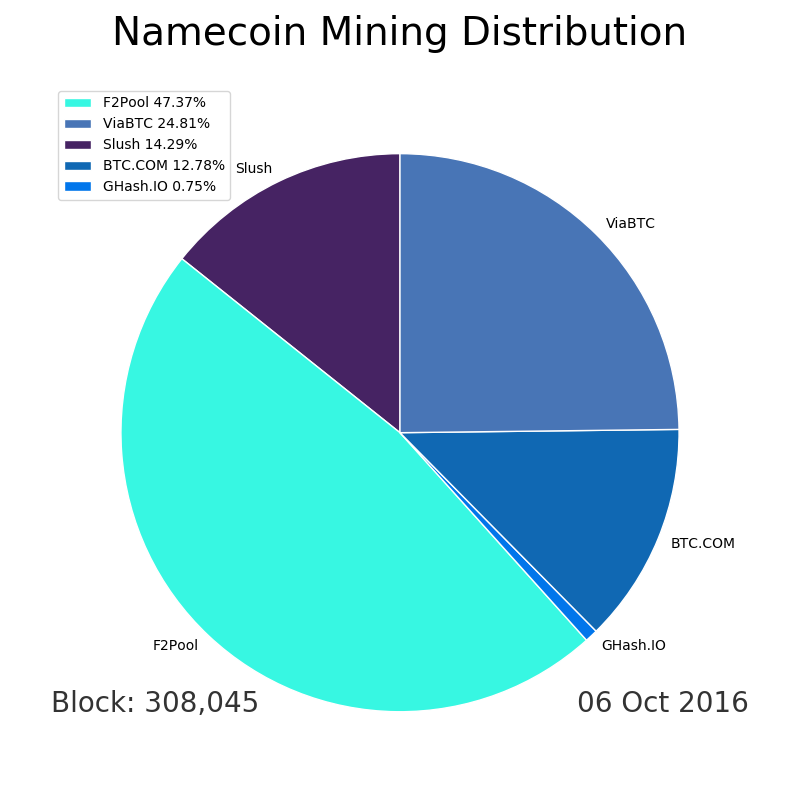 Namecoin Mining Distribution
F2Pool 47.37%
ViaBTC 24.81%
Slush 14.29%
BTC.COM 12.78%
GHash.IO 0.75%
Slush
ViaBTC
BTC.COM
F2Pool
GHash.IO
Block: 308,045
06 Oct 2016